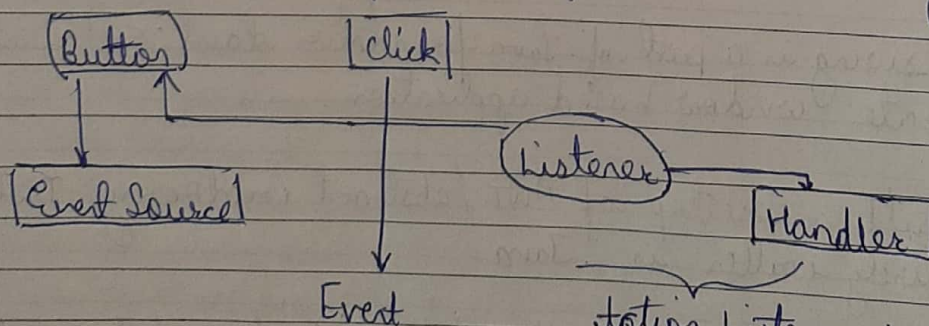 Button Click
Listener
Event Source
Handler
Event